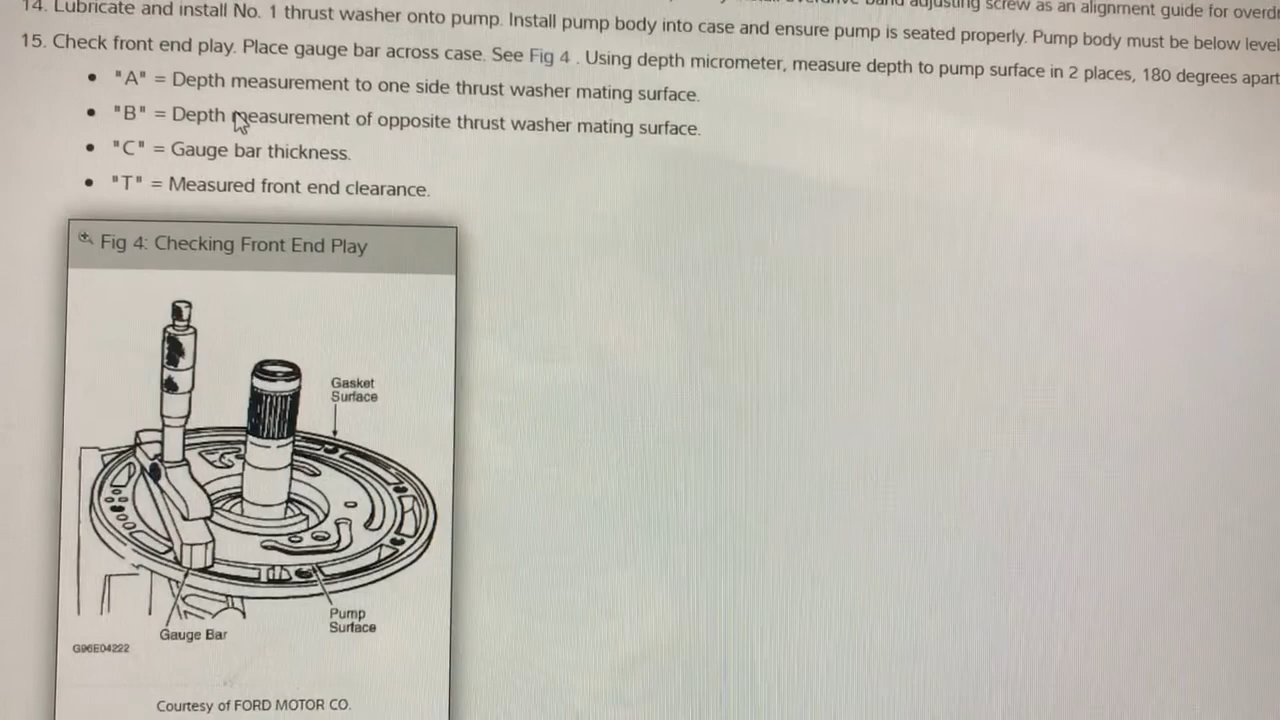 14. Lubricate and install No. 1 thrust washer onto pump. Install pump body into case and ensure pump is seated properly. Pump body must be below level
adjusting screw as an alignment guide for
15. Check front end play. Place gauge bar across case. See Fig 4 . Using depth micrometer, measure depth to pump surface in 2 places, 180 degrees apart
• "A" = Depth measurement to one side thrust washer mating surface.
• "B" = Depth measurement of opposite thrust washer mating surface.
• "C" = Gauge bar thickness.
• "T" = Measured front end clearance.
Fig 4: Checking Front End Play
Gasket
Surface
Pump
Surface
Gauge Bar
G96E04222
Courtesy of FORD MOTOR CO.